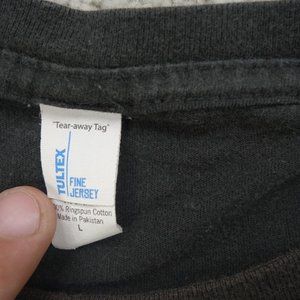 "Tear-away Tag"
TULTEX
FINE
JERSEY
Ringspun Cotton
Made in Pakistan
L